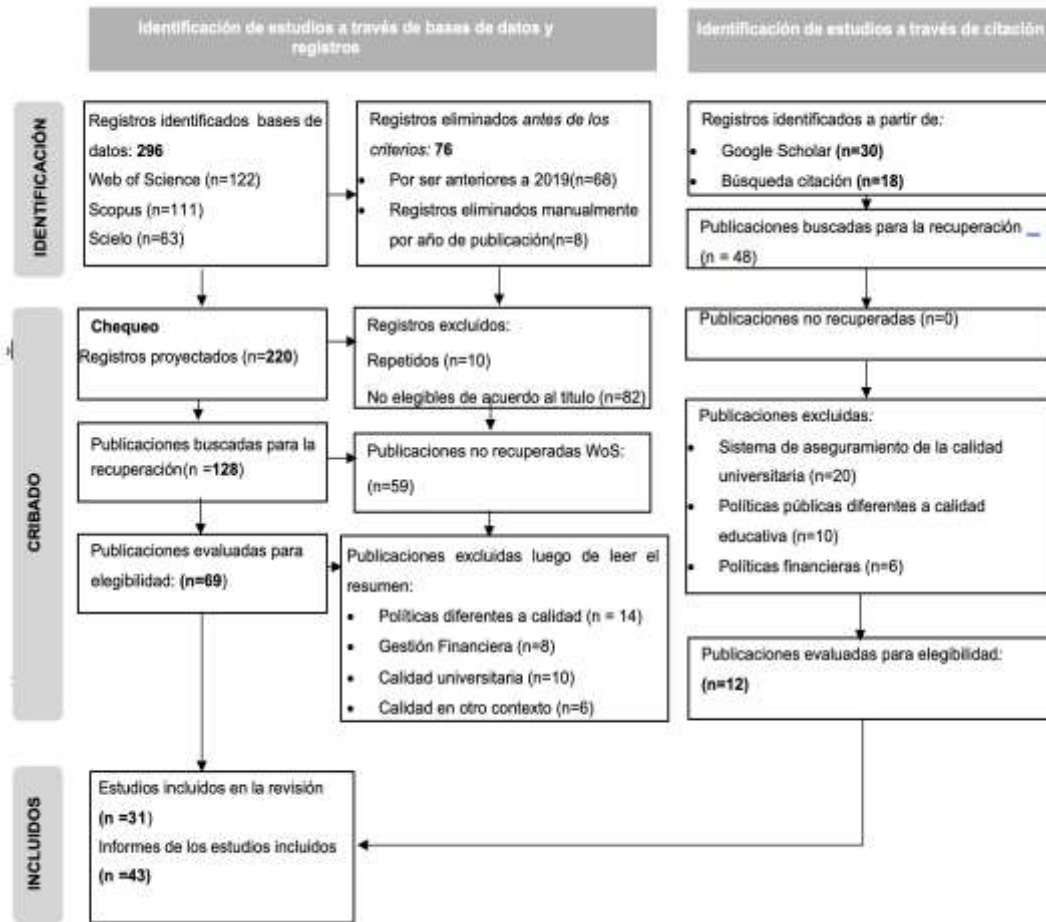 Identificación de estudios a través de bases de datos y
registros
Identificación de estudios a través de citación
IDENTIFICACIÓN
Registros identificados bases de
datos: 296
Web of Science (n=122)
Scopus (n=111)
Scielo (n=63)
Registros eliminados antes de los
criterios: 76
• Por ser anteriores a 2019(n=68)
• Registros eliminados manualmente
por año de publicación(n=8)
Registros identificados a partir de:
• Google Scholar (n=30)
• Búsqueda citación (n=18)
Publicaciones buscadas para la recuperación
(n = 48)
CRIBADO
Chequeo
Registros proyectados (n=220)
Registros excluídos:
Repetidos (n=10)
No elegibles de acuerdo al titulo (n=82)
Publicaciones no recuperadas (n=0)
Publicaciones buscadas para la
recuperación(n =128)
Publicaciones no recuperadas WoS:
(n=59)
Publicaciones excluidas:
• Sistema de aseguramiento de la calidad
universitaria (n=20)
• Políticas públicas diferentes a calidad
educativa (n=10)
• Políticas financieras (n=6)
Publicaciones evaluadas para
elegibilidad: (n=69)
Publicaciones excluidas luego de leer el
resumen:
• Políticas diferentes a calidad (n = 14)
• Gestión Financiera (n=8)
• Calidad universitaria (n=10)
• Calidad en otro contexto (n=6)
Publicaciones evaluadas para elegibilidad:
(n=12)
INCLUIDOS
Estudios incluidos en la revisión
(n =31)
Informes de los estudios incluidos
(n =43)